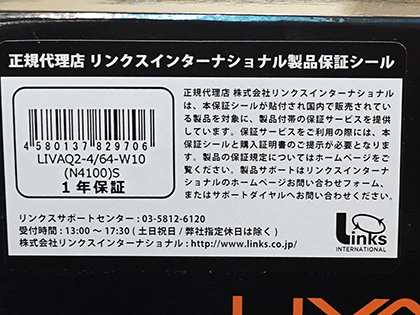 正規代理店 リンクスインターナショナル製品保証シール
4 580137 829706
LIVAQ2-4/64-W10
(N4100)S
1年保証
正規代理店 株式会社リンクスインターナショナル
は、本保証シールが貼付され国内で販売されている
製品を対象に、製品付帯の保証サービスを提供
しています。保証サービスをご利用の際には、本保
証シールと購入証明書のご提示が必要となりま
す。製品の保証規定についてはホームページをご
覧ください。製品サポートはリンクスインターナ
ショナルのホームページお問い合わせフォーム、
またはサポートダイヤルへお問い合わせください。
リンクスサポートセンター : 03-5812-6120
受付時間 : 13:00 〜 17:30 ( 土日祝日 / 弊社指定休日は除く )
株式会社リンクスインターナショナル : http://www.links.co.jp/
Links
INTERNATIONAL